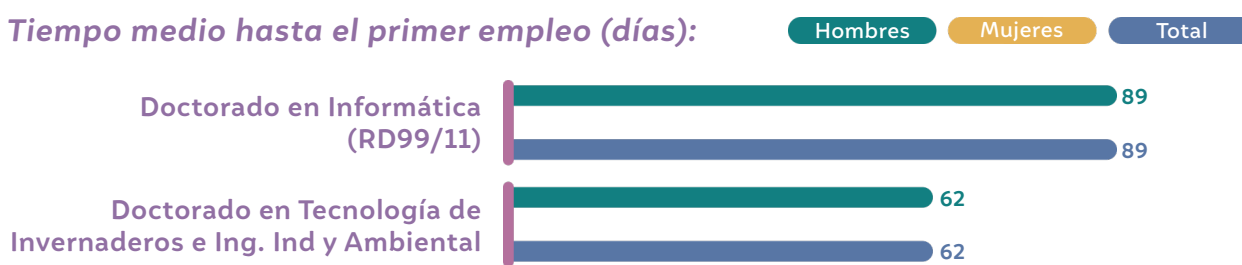 Tiempo medio hasta el primer empleo (días):
Hombres Mujeres Total
Doctorado en Informática
(RD99/11)
89
89
Doctorado en Tecnología de
Invernaderos e Ing. Ind y Ambiental
62
62